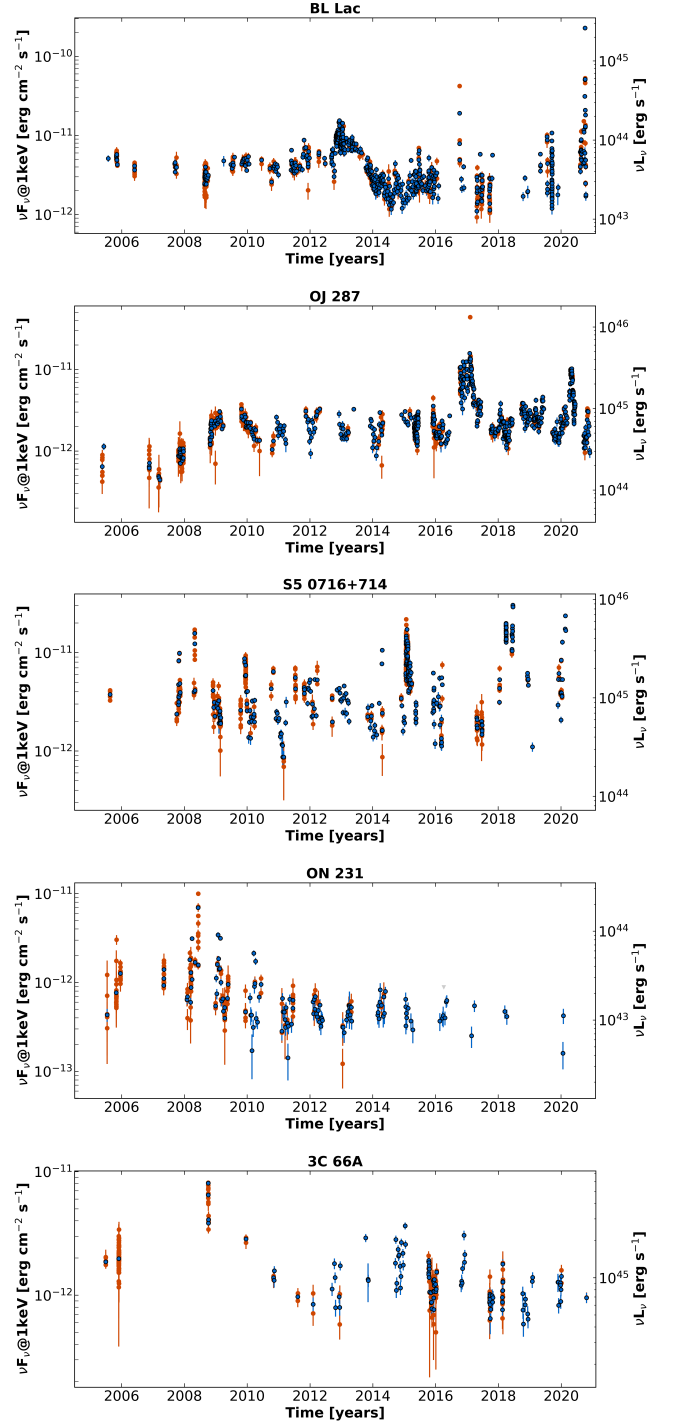 BL Lac
νFν@1keV [erg cm⁻² s⁻¹]
10⁻¹⁰
10⁻¹¹
10⁻¹²
10⁴⁵
10⁴⁴
10⁴³
νLν [erg s⁻¹]
2006 2008 2010 2012 2014 2016 2018 2020
Time [years]
OJ 287
νFν@1keV [erg cm⁻² s⁻¹]
10⁻¹¹
10⁻¹²
10⁴⁶
10⁴⁵
10⁴⁴
νLν [erg s⁻¹]
2006 2008 2010 2012 2014 2016 2018 2020
Time [years]
S5 0716+714
νFν@1keV [erg cm⁻² s⁻¹]
10⁻¹¹
10⁻¹²
10⁴⁶
10⁴⁵
10⁴⁴
νLν [erg s⁻¹]
2006 2008 2010 2012 2014 2016 2018 2020
Time [years]
ON 231
νFν@1keV [erg cm⁻² s⁻¹]
10⁻¹¹
10⁻¹²
10⁻¹³
10⁴⁴
10⁴³
νLν [erg s⁻¹]
2006 2008 2010 2012 2014 2016 2018 2020
Time [years]
3C 66A
νFν@1keV [erg cm⁻² s⁻¹]
10⁻¹¹
10⁻¹²
10⁴⁵
νLν [erg s⁻¹]
2006 2008 2010 2012 2014 2016 2018 2020
Time [years]